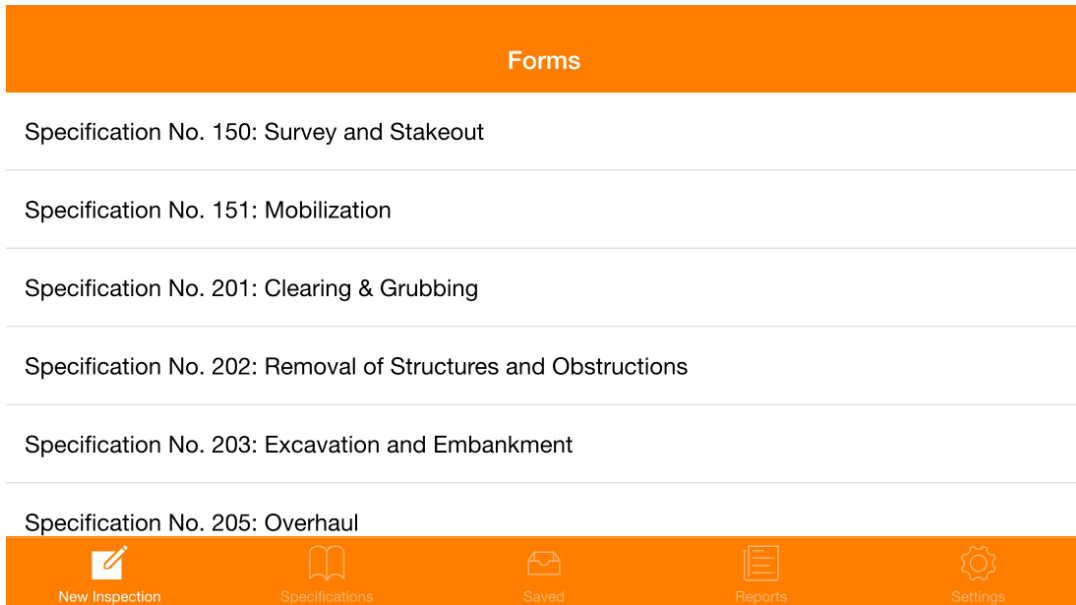 Forms
Specification No. 150: Survey and Stakeout
Specification No. 151: Mobilization
Specification No. 201: Clearing & Grubbing
Specification No. 202: Removal of Structures and Obstructions
Specification No. 203: Excavation and Embankment
Specification No. 205: Overhaul
New Inspection
Specifications
Saved
Reports
Settings